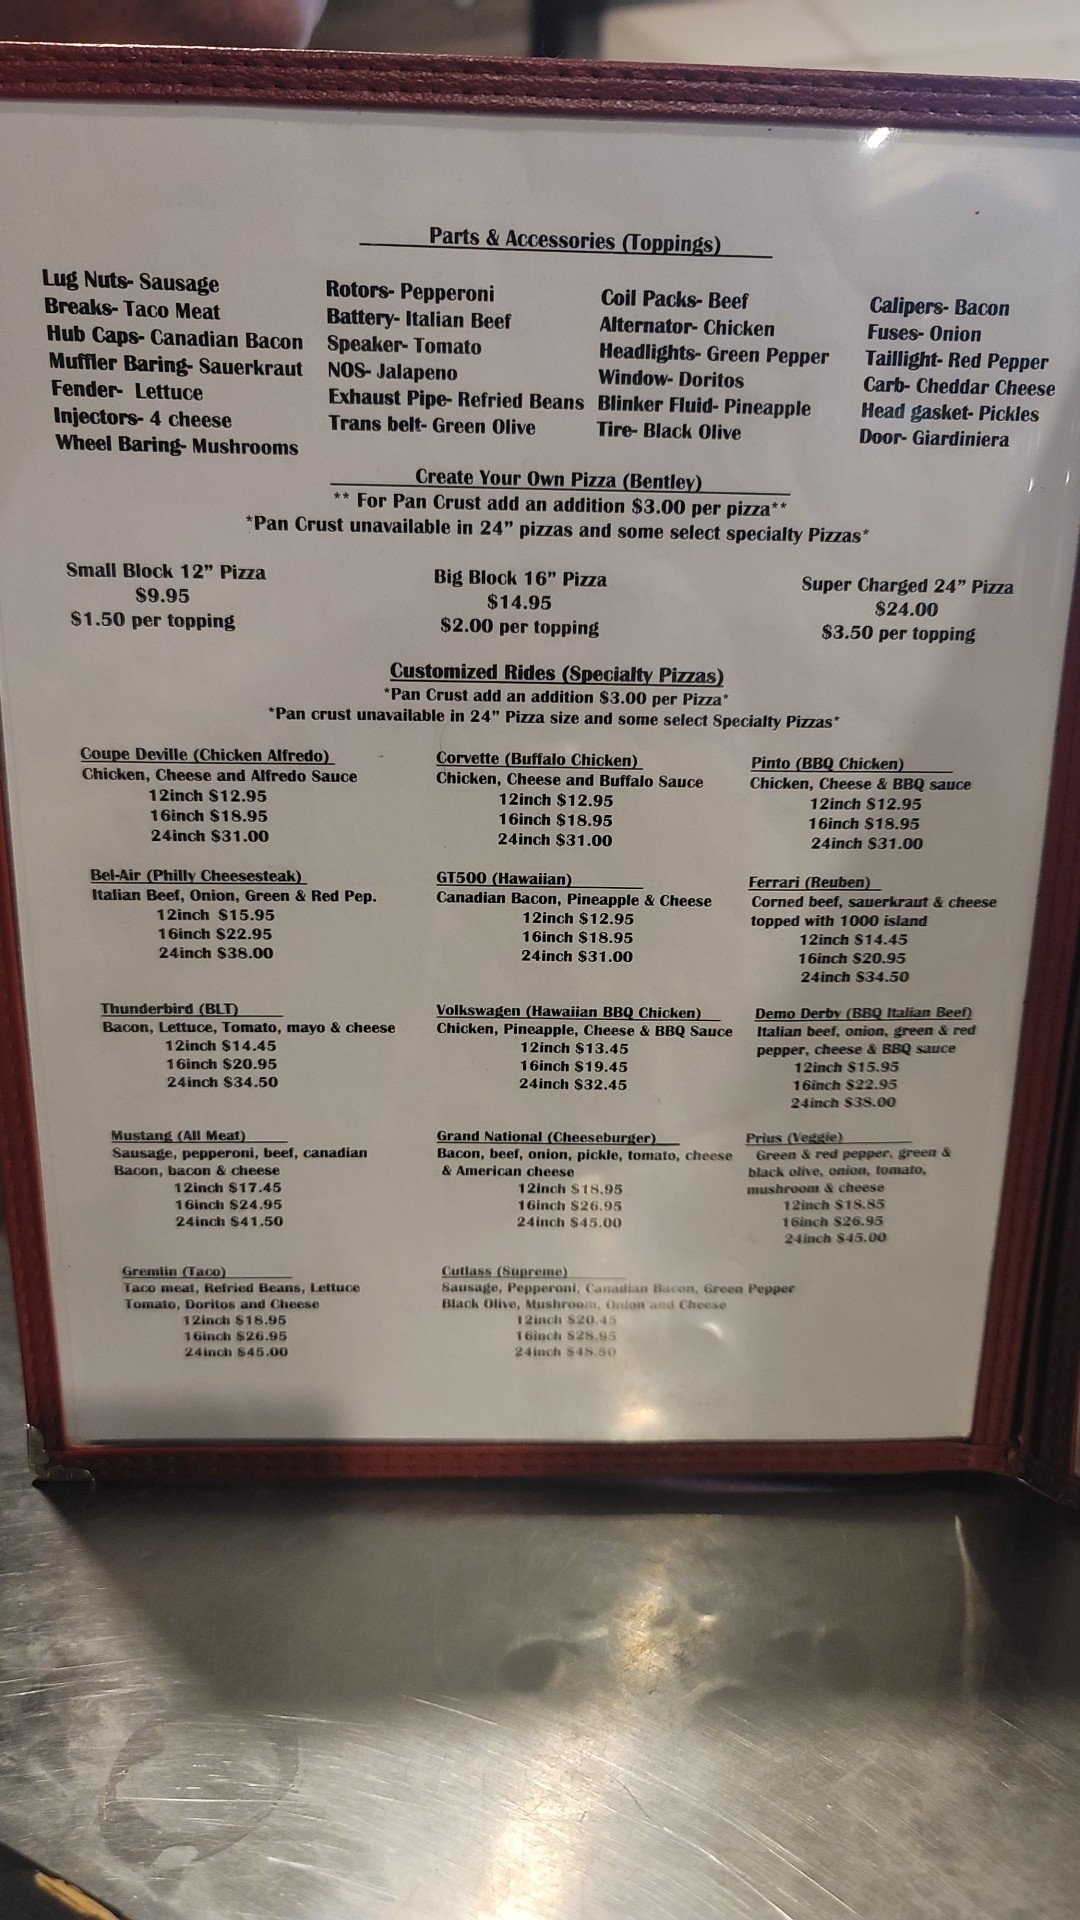 Parts & Accessories (Toppings)
Lug Nuts- Sausage
Breaks- Taco Meat
Hub Caps- Canadian Bacon
Muffler Baring- Sauerkraut
Fender- Lettuce
Injectors- 4 cheese
Wheel Baring- Mushrooms
Rotors- Pepperoni
Battery- Italian Beef
Speaker- Tomato
NOS- Jalapeno
Exhaust Pipe- Refried Beans
Trans belt- Green Olive
Coil Packs- Beef
Alternator- Chicken
Headlights- Green Pepper
Window- Doritos
Blinker Fluid- Pineapple
Tire- Black Olive
Calipers- Bacon
Fuses- Onion
Taillight- Red Pepper
Carb- Cheddar Cheese
Head gasket- Pickles
Door- Giardiniera
Create Your Own Pizza (Bentley)
** For Pan Crust add an addition $3.00 per pizza**
*Pan Crust unavailable in 24" pizzas and some select specialty Pizzas*
Small Block 12" Pizza
$9.95
$1.50 per topping
Big Block 16" Pizza
$14.95
$2.00 per topping
Super Charged 24" Pizza
$24.00
$3.50 per topping
Customized Rides (Specialty Pizzas)
*Pan Crust add an addition $3.00 per Pizza*
*Pan crust unavailable in 24" Pizza size and some select Specialty Pizzas*
Coupe Deville (Chicken Alfredo)
Chicken, Cheese and Alfredo Sauce
12inch $12.95
16inch $18.95
24inch $31.00
Corvette (Buffalo Chicken)
Chicken, Cheese and Buffalo Sauce
12inch $12.95
16inch $18.95
24inch $31.00
Pinto (BBQ Chicken)
Chicken, Cheese & BBQ sauce
12inch $12.95
16inch $18.95
24inch $31.00
Bel-Air (Philly Cheesesteak)
Italian Beef, Onion, Green & Red Pep.
12inch $15.95
16inch $22.95
24inch $38.00
GT500 (Hawaiian)
Canadian Bacon, Pineapple & Cheese
12inch $12.95
16inch $18.95
24inch $31.00
Ferrari (Reuben)
Corned beef, sauerkraut & cheese
topped with 1000 island
12inch $14.45
16inch $20.95
24inch $34.50
Thunderbird (BLT)
Bacon, Lettuce, Tomato, mayo & cheese
12inch $14.45
16inch $20.95
24inch $34.50
Volkswagen (Hawaiian BBQ Chicken)
Chicken, Pineapple, Cheese & BBQ Sauce
12inch $13.45
16inch $19.45
24inch $32.45
Demo Derby (BBQ Italian Beef)
Italian beef, onion, green & red
pepper, cheese & BBQ sauce
12inch $15.95
16inch $22.95
24inch $38.00
Mustang (All Meat)
Sausage, pepperoni, beef, canadian
Bacon, bacon & cheese
12inch $17.45
16inch $24.95
24inch $41.50
Grand National (Cheeseburger)
Bacon, beef, onion, pickle, tomato, cheese
& American cheese
12inch $18.95
16inch $26.95
24inch $45.00
Prius (Veggie)
Green & red pepper, green &
black olive, onion, tomato,
mushroom & cheese
12inch $18.85
16inch $26.95
24inch $45.00
Gremlin (Taco)
Taco meat, Refried Beans, Lettuce
Tomato, Doritos and Cheese
12inch $18.95
16inch $26.95
24inch $45.00
Cutlass (Supreme)
Sausage, Pepperoni, Canadian Bacon, Green Pepper
Black Olive, Mushroom, Onion and Cheese
12inch $20.45
16inch $28.95
24inch $48.50